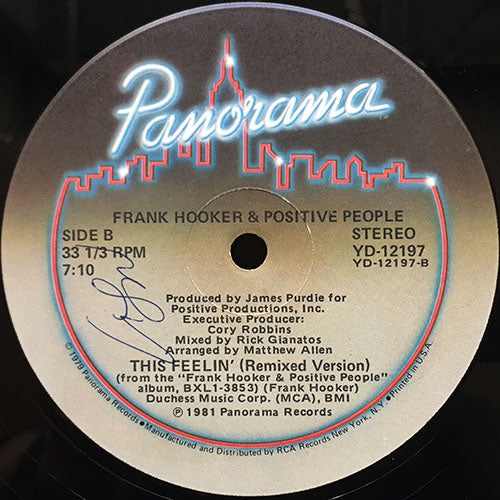 Panorama
FRANK HOOKER & POSITIVE PEOPLE
SIDE B
33 1/3 RPM
7:10
STEREO
YD-12197
YD-12197-B
Produced by James Purdie for
Positive Productions, Inc.
Executive Producer:
Cory Robbins
Mixed by Rick Gianatos
Arranged by Matthew Allen
THIS FEELIN' (Remixed Version)
(from the "Frank Hooker & Positive People"
album, BXL1-3853) (Frank Hooker)
Duchess Music Corp. (MCA), BMI
℗ 1981 Panorama Records
©1979 Panorama Records • Manufactured and Distributed by RCA Records New York, N.Y. • Printed in U.S.A.